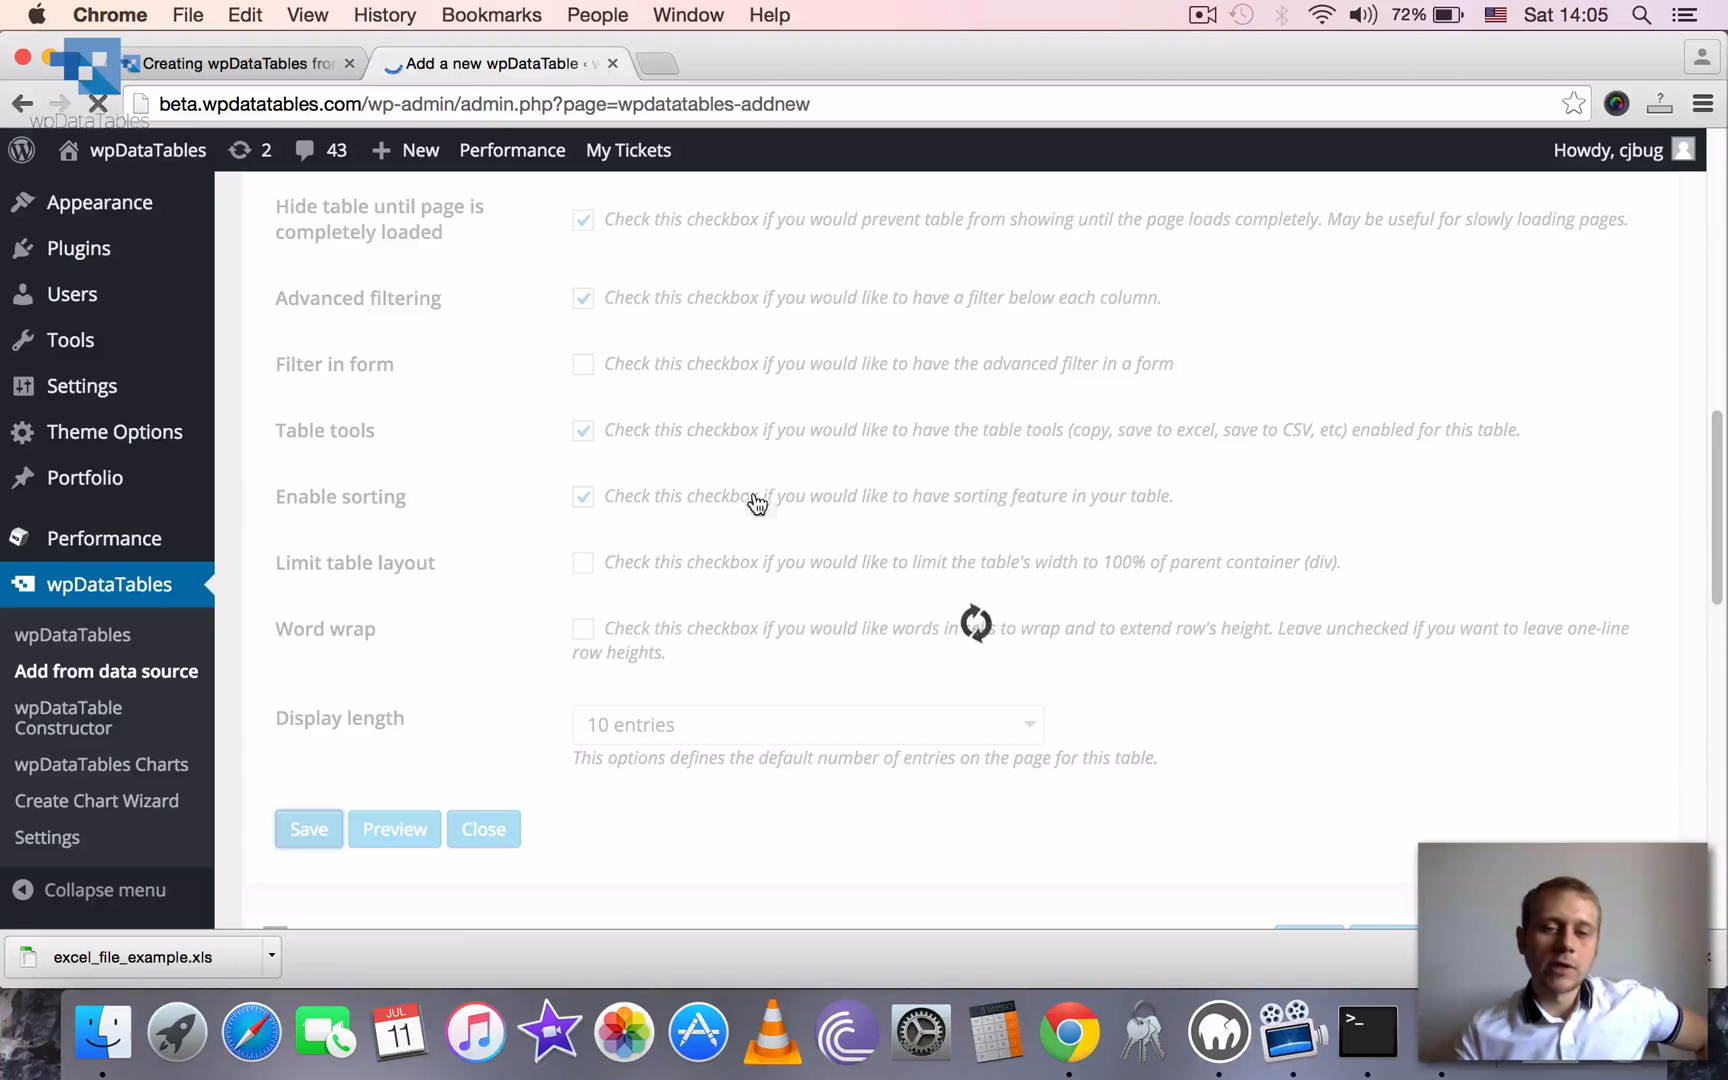 Chrome File Edit View History Bookmarks People Window Help 72% Sat 14:05
Creating wpDataTables fro Add a new wpDataTable ‹ w
beta.wpdatatables.com/wp-admin/admin.php?page=wpdatatables-addnew
wpDataTables
wpDataTables 2 43 New Performance My Tickets Howdy, cjbug
Appearance
Plugins
Users
Tools
Settings
Theme Options
Portfolio
Performance
wpDataTables
wpDataTables
Add from data source
wpDataTable
Constructor
wpDataTables Charts
Create Chart Wizard
Settings
Collapse menu
Hide table until page is
completely loaded
Check this checkbox if you would prevent table from showing until the page loads completely. May be useful for slowly loading pages.
Advanced filtering
Check this checkbox if you would like to have a filter below each column.
Filter in form
Check this checkbox if you would like to have the advanced filter in a form
Table tools
Check this checkbox if you would like to have the table tools (copy, save to excel, save to CSV, etc) enabled for this table.
Enable sorting
Check this checkbox if you would like to have sorting feature in your table.
Limit table layout
Check this checkbox if you would like to limit the table's width to 100% of parent container (div).
Word wrap
Check this checkbox if you would like words in to wrap and to extend row's height. Leave unchecked if you want to leave one-line
row heights.
Display length
10 entries
This options defines the default number of entries on the page for this table.
Save Preview Close
excel_file_example.xls
JUL
11